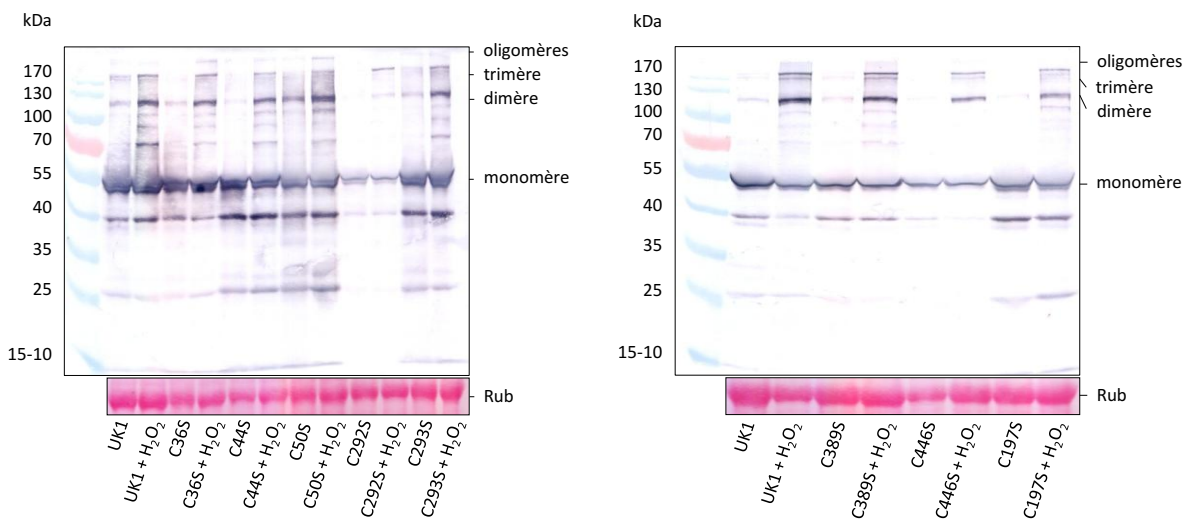 kDa
170
130
100
70
55
40
35
25
15-10
oligomères
trimère
dimère
monomère
Rub
UK1
UK1 + H₂O₂
C36S
C36S + H₂O₂
C44S
C44S + H₂O₂
C50S
C50S + H₂O₂
C292S
C292S + H₂O₂
C293S
C293S + H₂O₂
kDa
170
130
100
70
55
40
35
25
15-10
oligomères
trimère
dimère
monomère
Rub
UK1
UK1 + H₂O₂
C389S
C389S + H₂O₂
C446S
C446S + H₂O₂
C197S
C197S + H₂O₂